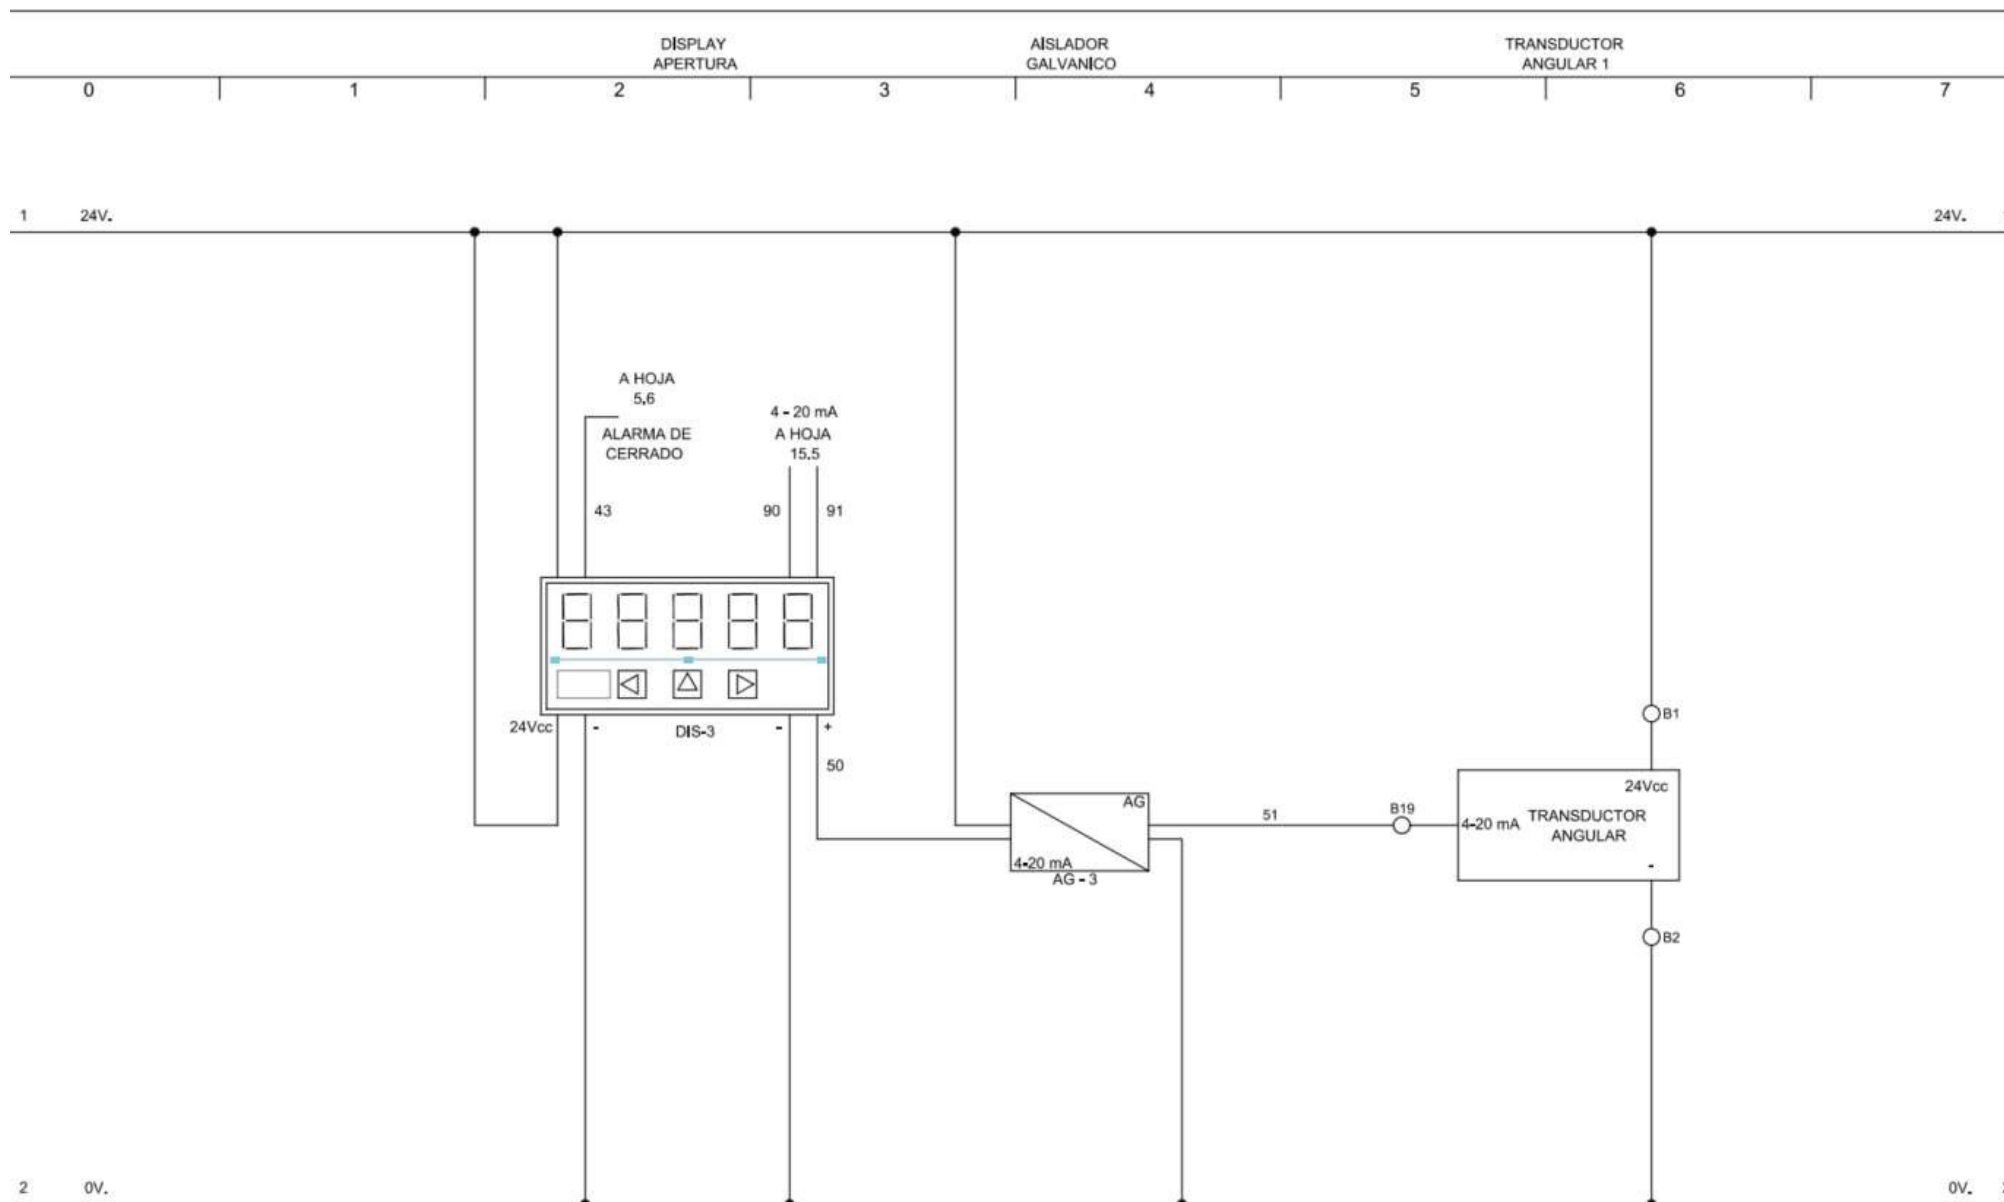 DISPLAY
APERTURA
AISLADOR
GALVANICO
TRANSDUCTOR
ANGULAR 1
0 1 2 3 4 5 6 7
1 24V. 24V.
A HOJA
5.6
ALARMA DE
CERRADO
4 - 20 mA
A HOJA
15.5
43 90 91
24Vcc - DIS-3 - +
50
B1
24Vcc
TRANSDUCTOR
ANGULAR
4-20 mA
-
B2
AG
4-20 mA
AG - 3
51
B19
2 0V. 0V.